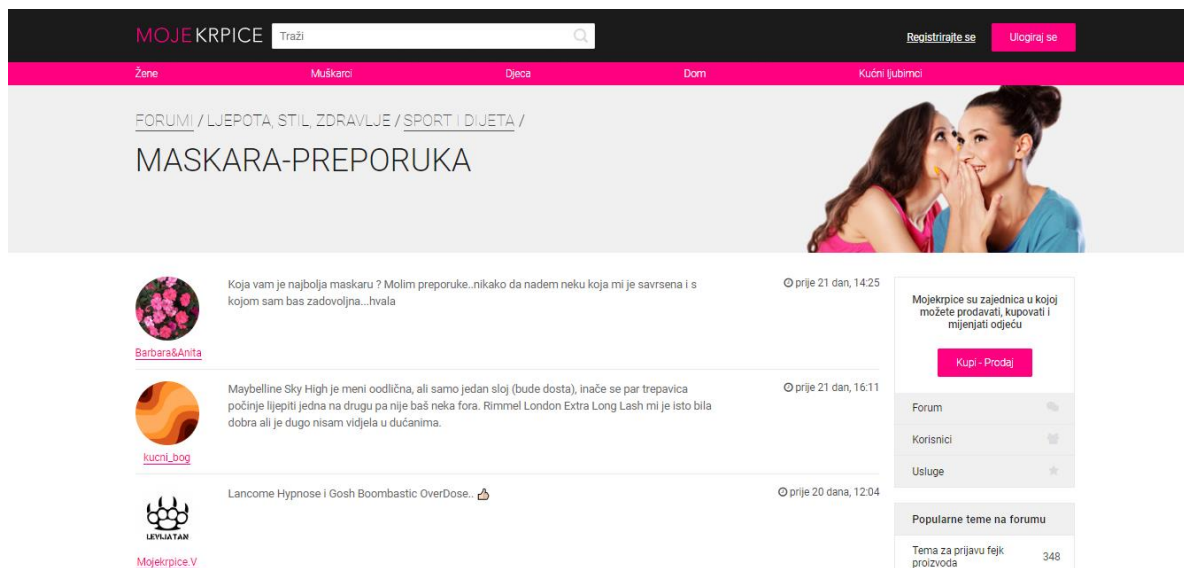 MOJEKRPICE
Traži
Registrirajte se
Ulogiraj se
Žene
Muškarci
Djeca
Dom
Kućni ljubimci
FORUMI / LJEPOTA, STIL, ZDRAVLJE / SPORT I DIJETA /
MASKARA-PREPORUKA
Koja vam je najbolja maskaru ? Molim preporuke..nikako da nadem neku koja mi je savrsena i s
kojom sam bas zadovoljna...hvala
prije 21 dan, 14:25
Barbara&Anita
Maybelline Sky High je meni oodlična, ali samo jedan sloj (bude dosta), inače se par trepavica
počinje lijepiti jedna na drugu pa nije baš neka fora. Rimmel London Extra Long Lash mi je isto bila
dobra ali je dugo nisam vidjela u dućanima.
prije 21 dan, 16:11
kucni_bog
Lancome Hypnose i Gosh Boombastic OverDose.. 👍
prije 20 dana, 12:04
LEVIJATAN
Mojekrpice.V
Mojekrpice su zajednica u kojoj
možete prodavati, kupovati i
mijenjati odjeću
Kupi - Prodaj
Forum
Korisnici
Usluge
Popularne teme na forumu
Tema za prijavu fejk
proizvoda
348